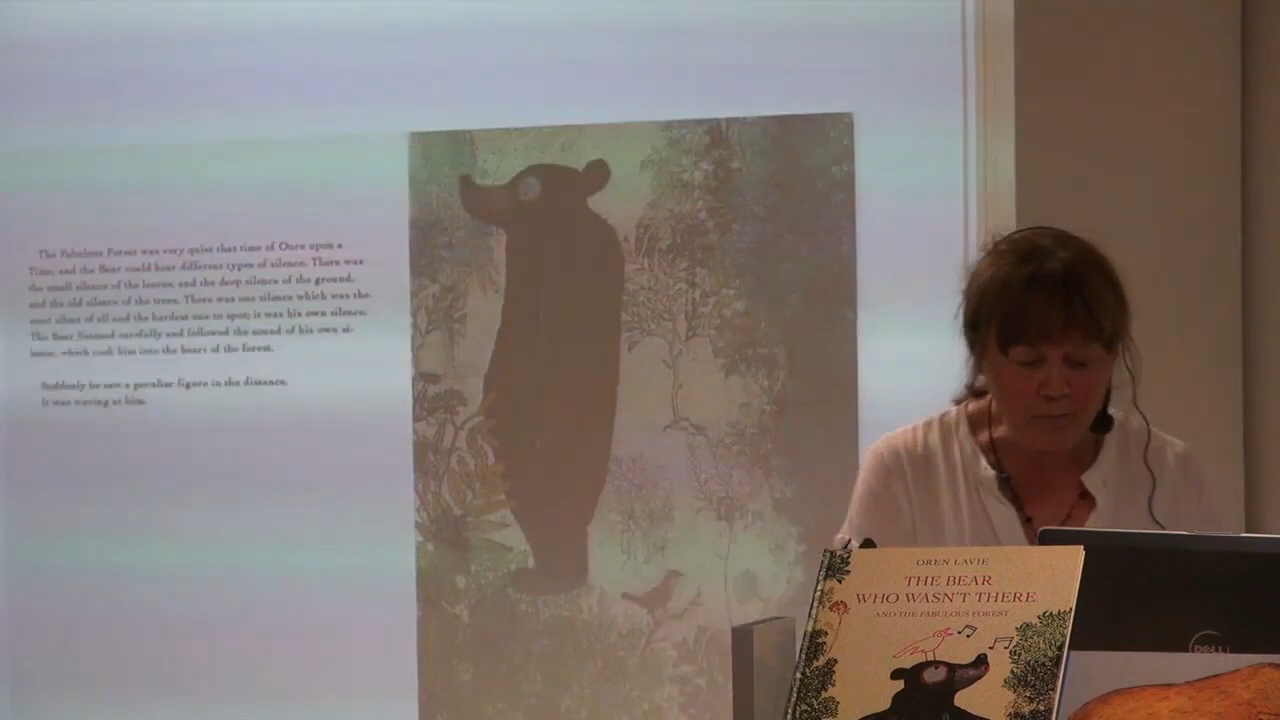 The Fabulous Forest was very quiet that time of Once upon a
Time, and the Bear could hear different types of silence. There was
the small silence of the leaves, and the deep silence of the ground,
and the old silence of the trees. There was one silence which was the
most silent of all and the hardest one to spot; it was his own silence.
The Bear listened carefully and followed the sound of his own si-
lence, which took him into the heart of the forest.
Suddenly he saw a peculiar figure in the distance.
It was waving at him.
OREN LAVIE
THE BEAR
WHO WASN'T THERE
AND THE FABULOUS FOREST
DELL